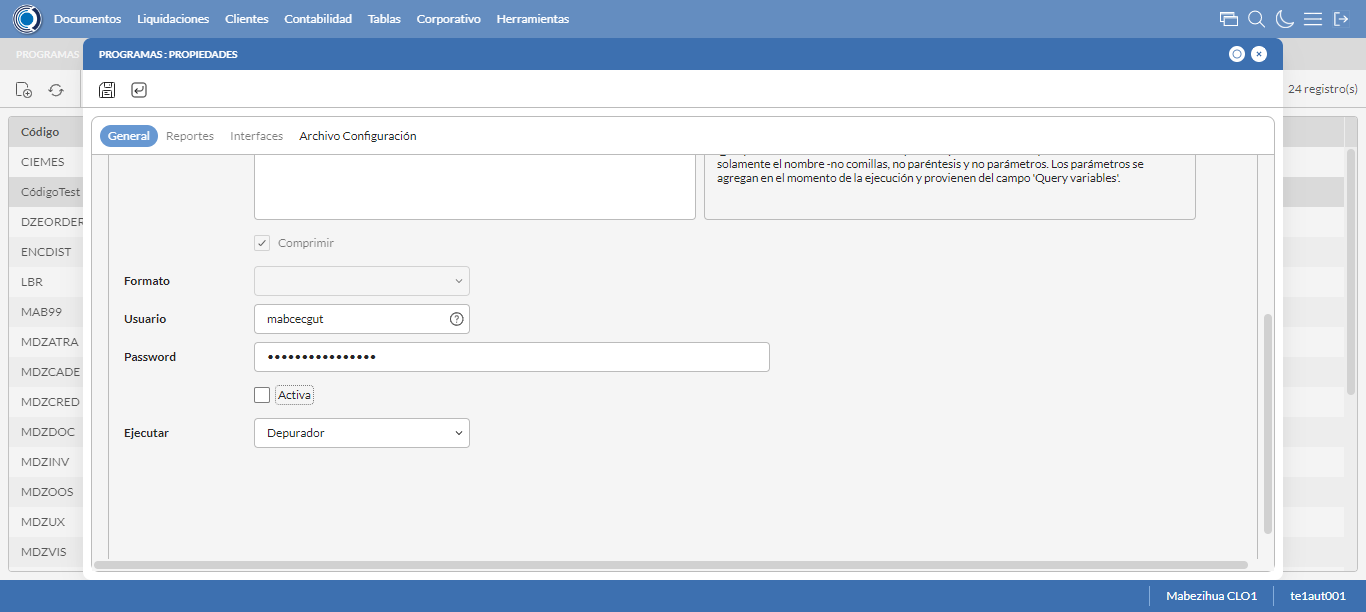 Documentos Liquidaciones Clientes Contabilidad Tablas Corporativo Herramientas
PROGRAMAS
PROGRAMAS : PROPIEDADES
24 registro(s)
General Reportes Interfaces Archivo Configuración
Código
CIEMES
CódigoTest
DZEORDER
ENCDIST
LBR
MAB99
MDZATRA
MDZCADE
MDZCRED
MDZDOC
MDZINV
MDZOOS
MDZUX
MDZVIS
solamente el nombre -no comillas, no paréntesis y no parámetros. Los parámetros se
agregan en el momento de la ejecución y provienen del campo 'Query variables'.
Comprimir
Formato
Usuario mabcecgut
Password ••••••••••••••••
Activa
Ejecutar Depurador
Mabezihua CLO1 te1aut001